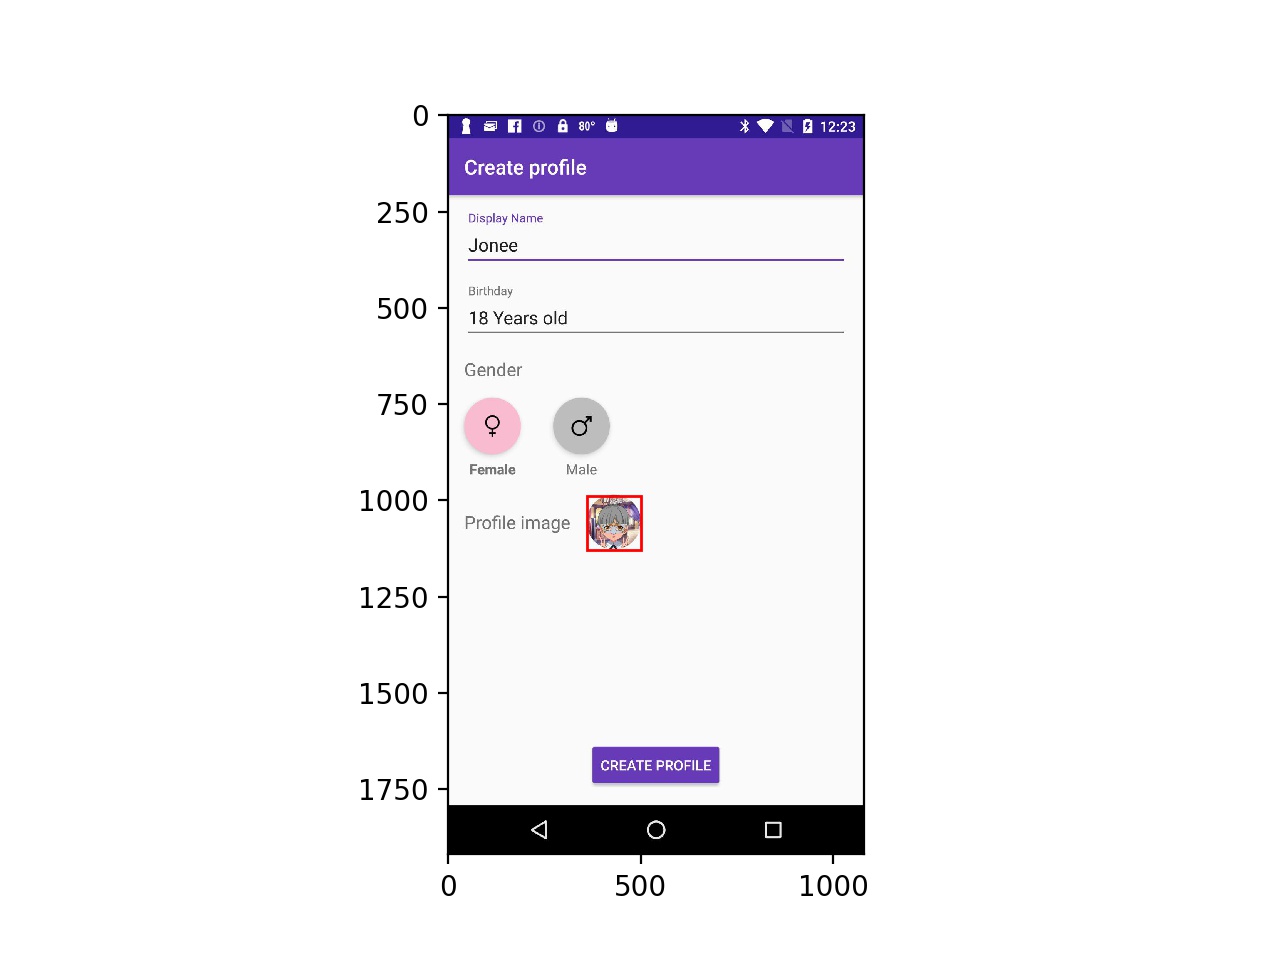 0
250
500
750
1000
1250
1500
1750
0 500 1000
80° 12:23
Create profile
Display Name
Jonee
Birthday
18 Years old
Gender
Female Male
Profile image
CREATE PROFILE